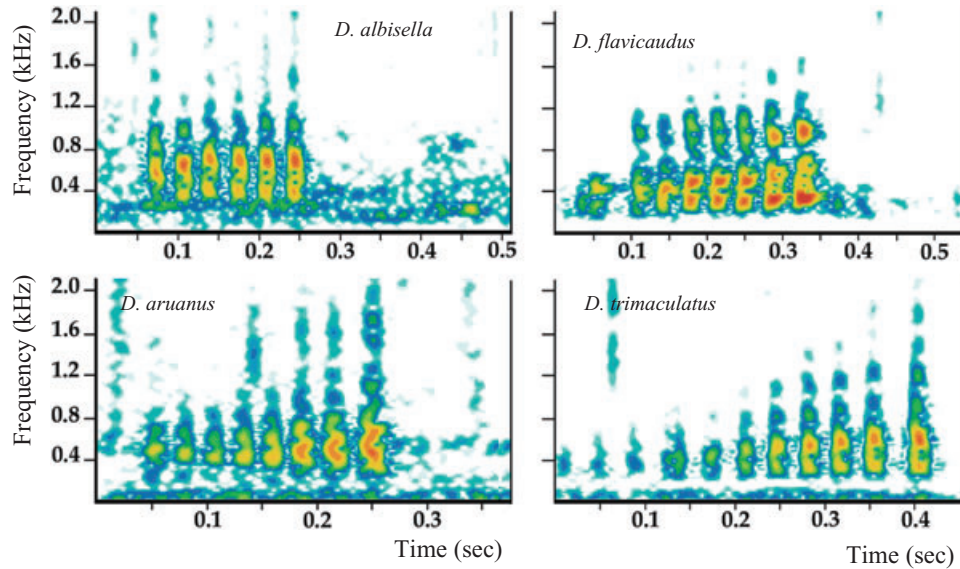 2.0
1.6
1.2
0.8
0.4
Frequency (kHz)
D. albisella
0.1 0.2 0.3 0.4 0.5
D. flavicaudus
0.1 0.2 0.3 0.4 0.5
2.0
1.6
1.2
0.8
0.4
Frequency (kHz)
D. aruanus
0.1 0.2 0.3
Time (sec)
D. trimaculatus
0.1 0.2 0.3 0.4
Time (sec)